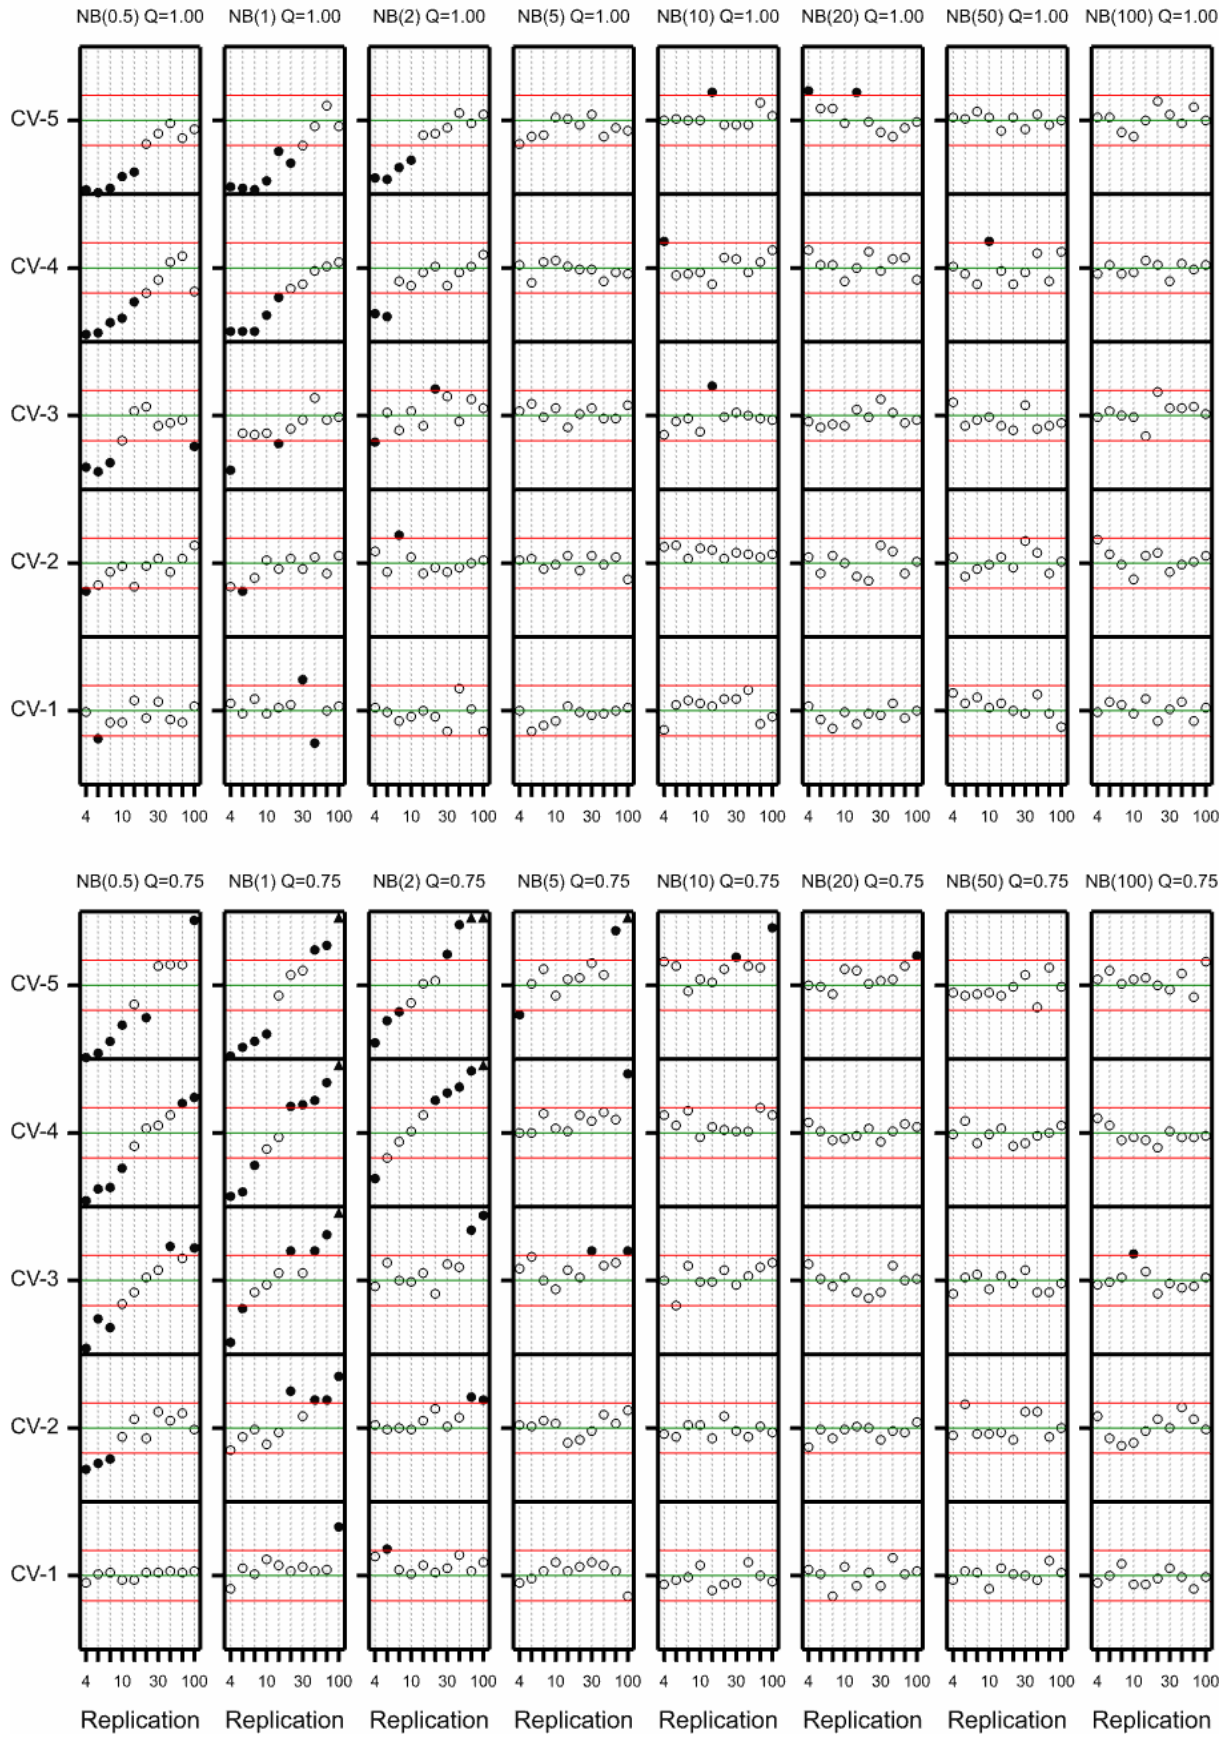 NB(0.5) Q=1.00 NB(1) Q=1.00 NB(2) Q=1.00 NB(5) Q=1.00 NB(10) Q=1.00 NB(20) Q=1.00 NB(50) Q=1.00 NB(100) Q=1.00
CV-5
CV-4
CV-3
CV-2
CV-1
4 10 30 100 4 10 30 100 4 10 30 100 4 10 30 100 4 10 30 100 4 10 30 100 4 10 30 100 4 10 30 100
NB(0.5) Q=0.75 NB(1) Q=0.75 NB(2) Q=0.75 NB(5) Q=0.75 NB(10) Q=0.75 NB(20) Q=0.75 NB(50) Q=0.75 NB(100) Q=0.75
CV-5
CV-4
CV-3
CV-2
CV-1
4 10 30 100 4 10 30 100 4 10 30 100 4 10 30 100 4 10 30 100 4 10 30 100 4 10 30 100 4 10 30 100
Replication Replication Replication Replication Replication Replication Replication Replication